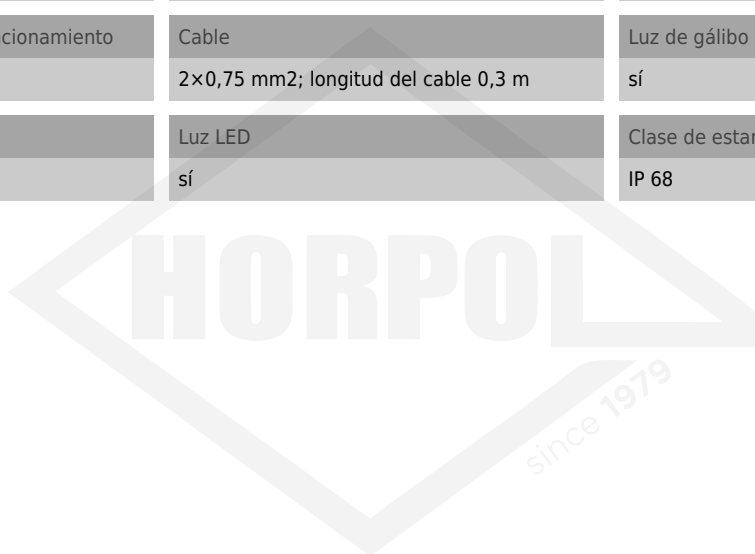 cionamiento Cable Luz de gálibo
2×0,75 mm2; longitud del cable 0,3 m sí
Luz LED Clase de estan
sí IP 68
HORPOL
since 1979